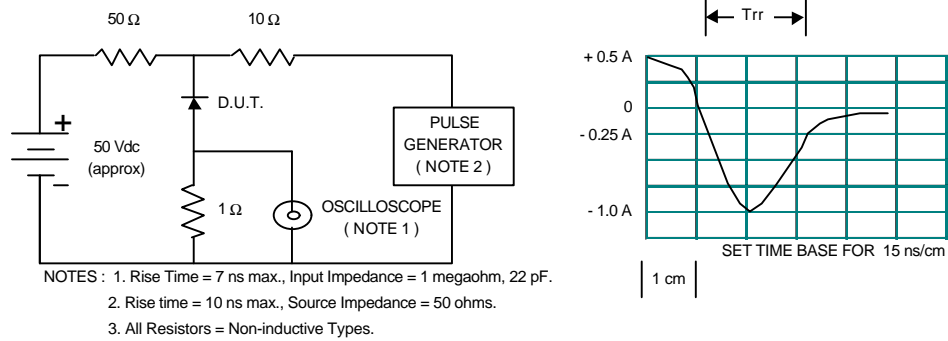 50 Ω
10 Ω
D.U.T.
+
50 Vdc
(approx)
−
1 Ω
OSCILLOSCOPE
( NOTE 1 )
PULSE
GENERATOR
( NOTE 2 )
Trr
+ 0.5 A
0
- 0.25 A
- 1.0 A
SET TIME BASE FOR 15 ns/cm
1 cm
NOTES : 1. Rise Time = 7 ns max., Input Impedance = 1 megaohm, 22 pF.
2. Rise time = 10 ns max., Source Impedance = 50 ohms.
3. All Resistors = Non-inductive Types.